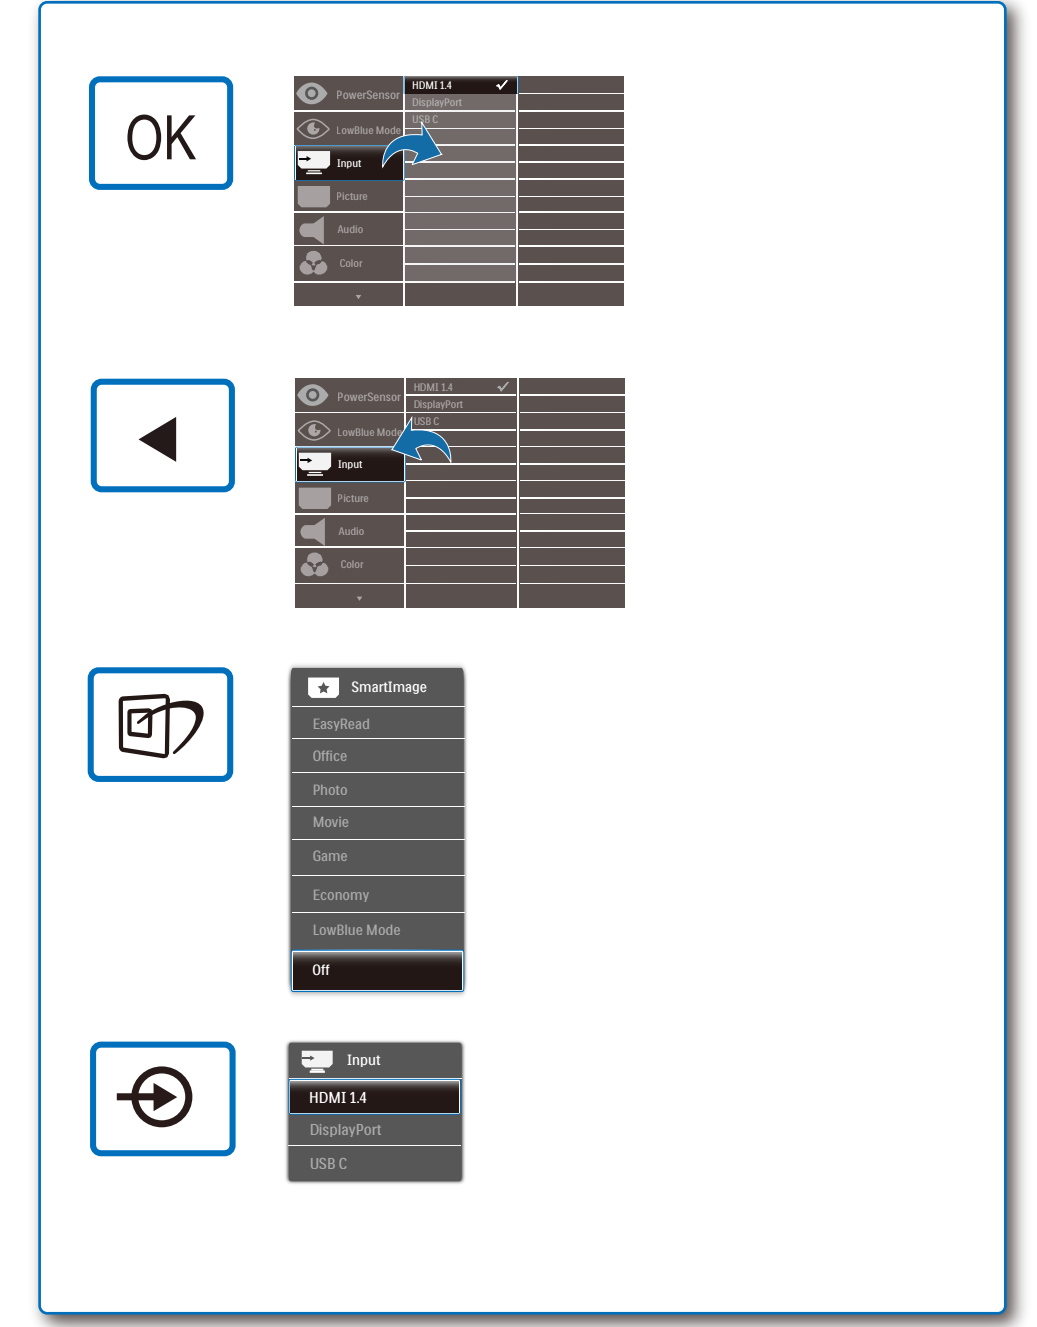 OK
PowerSensor
LowBlue Mode
Input
Picture
Audio
Color
HDMI 1.4
DisplayPort
USB C
PowerSensor
LowBlue Mode
Input
Picture
Audio
Color
HDMI 1.4
DisplayPort
USB C
SmartImage
EasyRead
Office
Photo
Movie
Game
Economy
LowBlue Mode
Off
Input
HDMI 1.4
DisplayPort
USB C